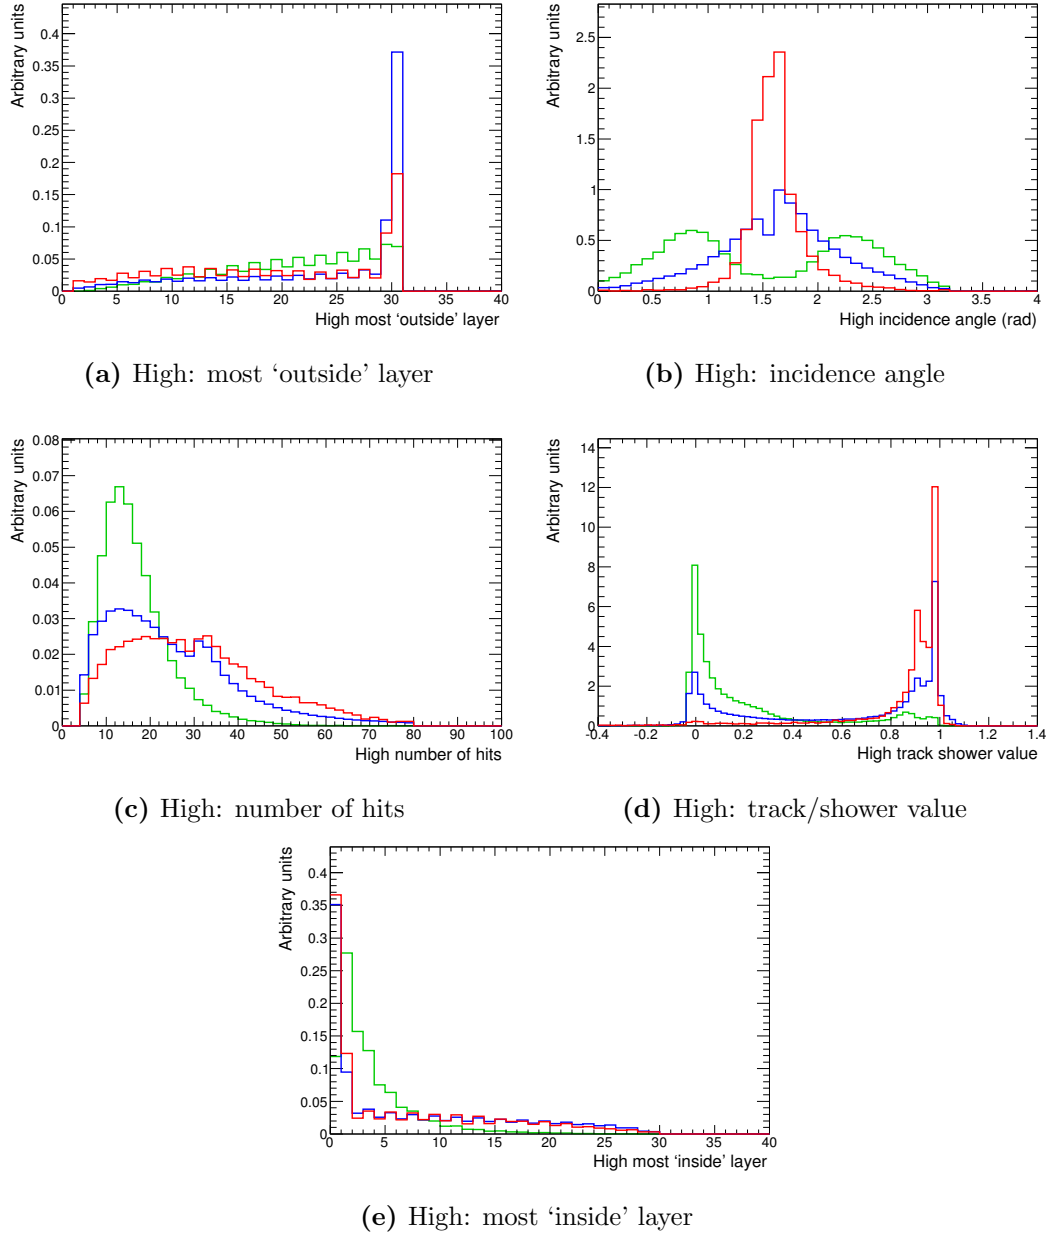 Arbitrary units
0.4
0.35
0.3
0.25
0.2
0.15
0.1
0.05
0
0 5 10 15 20 25 30 35 40
High most ‘outside’ layer
(a) High: most ‘outside’ layer
Arbitrary units
2.5
2
1.5
1
0.5
0
0 0.5 1 1.5 2 2.5 3 3.5 4
High incidence angle (rad)
(b) High: incidence angle
Arbitrary units
0.08
0.07
0.06
0.05
0.04
0.03
0.02
0.01
0
0 10 20 30 40 50 60 70 80 90 100
High number of hits
(c) High: number of hits
Arbitrary units
14
12
10
8
6
4
2
0
-0.4 -0.2 0 0.2 0.4 0.6 0.8 1 1.2 1.4
High track shower value
(d) High: track/shower value
Arbitrary units
0.4
0.35
0.3
0.25
0.2
0.15
0.1
0.05
0
0 5 10 15 20 25 30 35 40
High most ‘inside’ layer
(e) High: most ‘inside’ layer